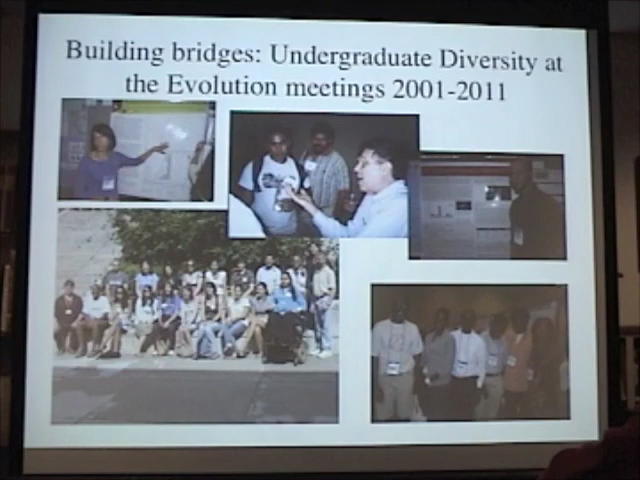 Building bridges: Undergraduate Diversity at
the Evolution meetings 2001-2011